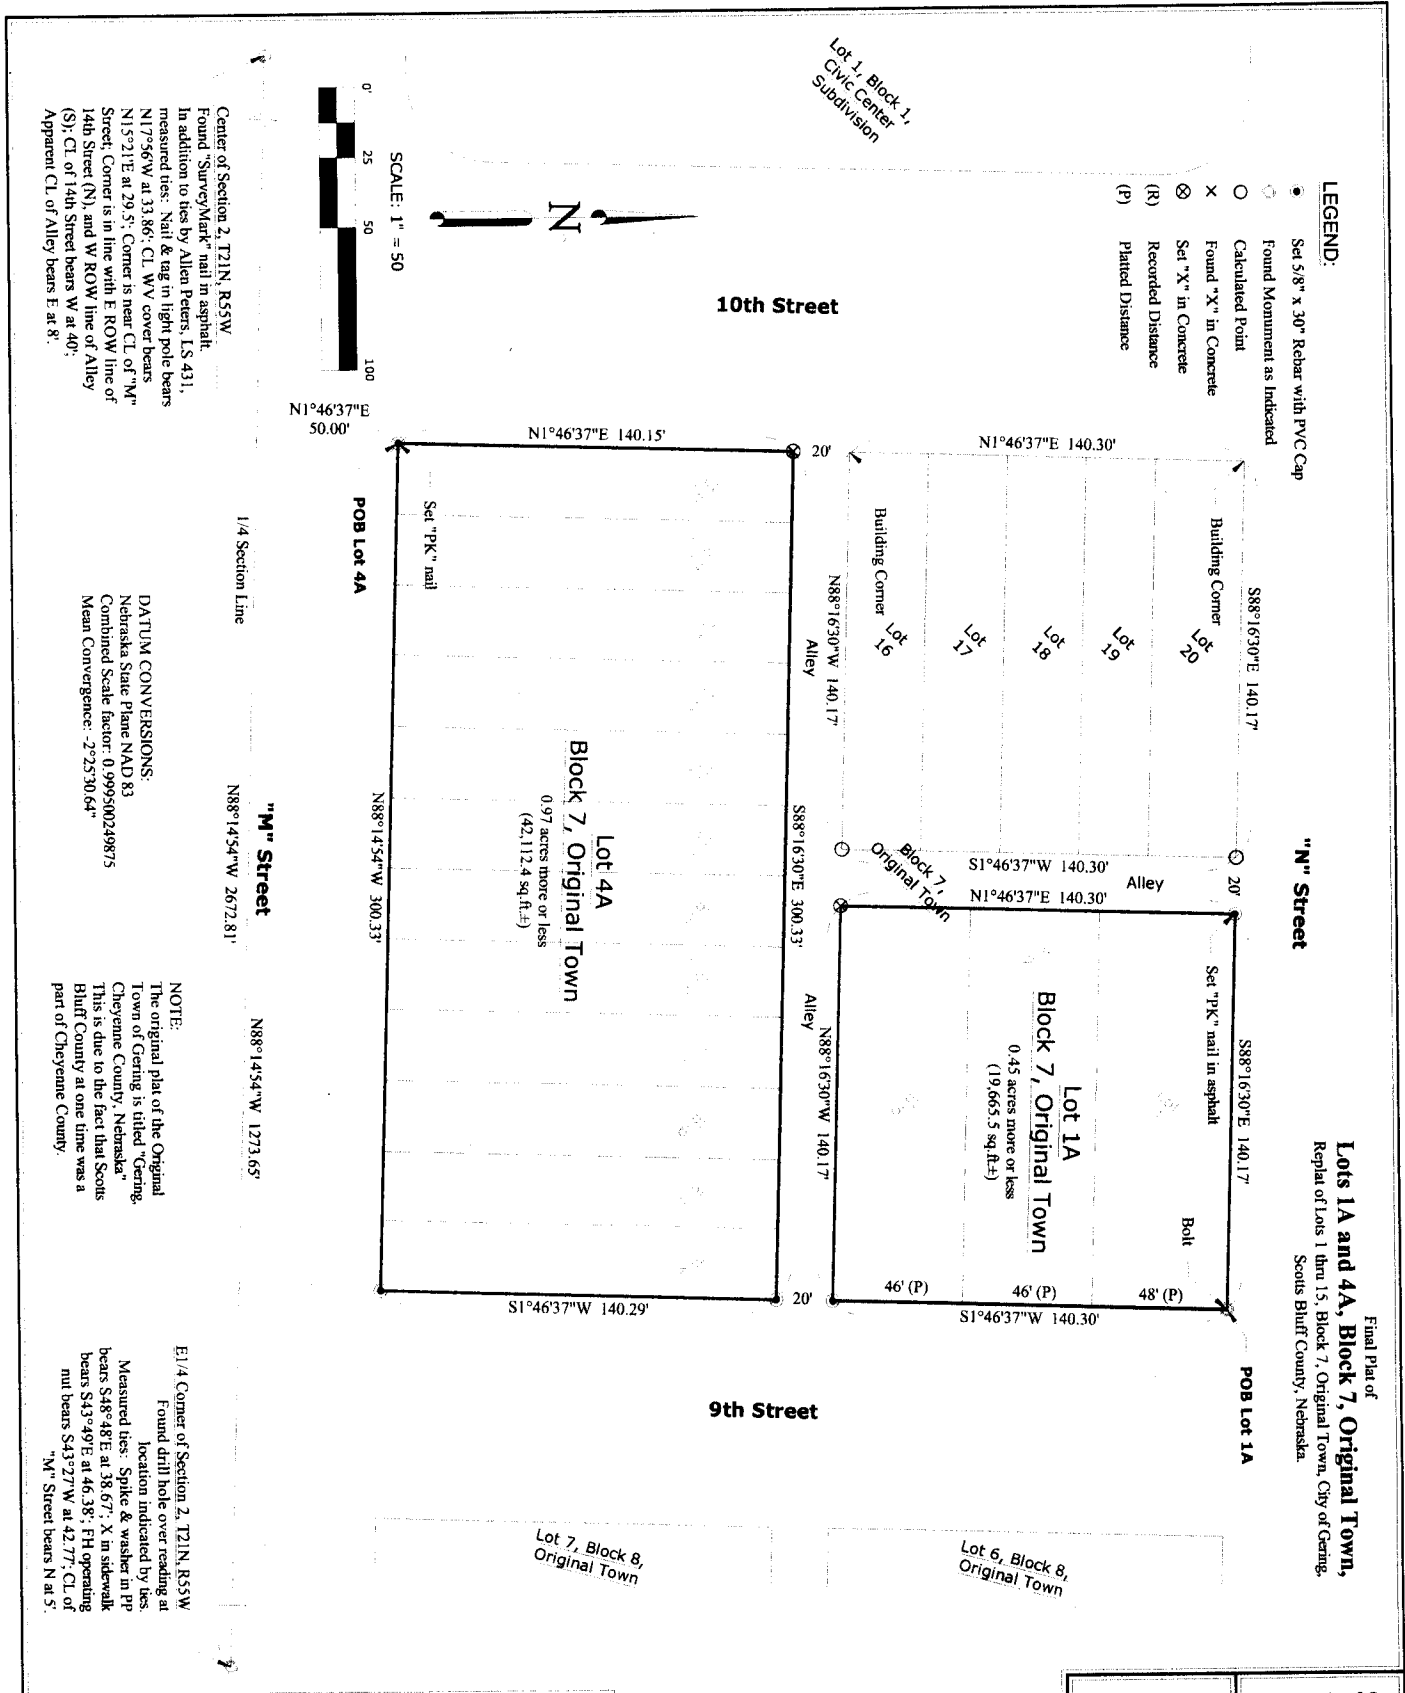 Final Plat of
Lots 1A and 4A, Block 7, Original Town,
Replat of Lots 1 thru 15, Block 7, Original Town, City of Gering,
Scotts Bluff County, Nebraska.
LEGEND:
Set 5/8" x 30" Rebar with PVC Cap
Found Monument as Indicated
Calculated Point
Found "X" in Concrete
Set "X" in Concrete
(R) Recorded Distance
(P) Platted Distance
Lot 1, Block 1,
Civic Center
Subdivision
"N" Street
POB Lot 1A
S88°16'30"E 140.17'
20'
S88°16'30"E 140.17'
Building Corner
Set "PK" nail in asphalt
Bolt
N1°46'37"E 140.30'
Lot
20
Lot
19
Lot
18
Lot
17
Lot
16
Building Corner
S1°46'37"W 140.30'
Alley
N1°46'37"E 140.30'
Block 7,
Original Town
Lot 1A
Block 7, Original Town
0.45 acres more or less
(19,665.5 sq.ft.±)
48' (P)
46' (P)
46' (P)
S1°46'37"W 140.30'
Lot 6, Block 8,
Original Town
20'
N88°16'30"W 140.17'
Alley
Alley
N88°16'30"W 140.17'
20'
S88°16'30"E 300.33'
10th Street
9th Street
N
N1°46'37"E 140.15'
Lot 4A
Block 7, Original Town
0.97 acres more or less
(42,112.4 sq.ft.±)
S1°46'37"W 140.29'
Lot 7, Block 8,
Original Town
Set "PK" nail
N88°14'54"W 300.33'
POB Lot 4A
N1°46'37"E
50.00'
SCALE: 1" = 50
0' 25 50 100
"M" Street
1/4 Section Line
N88°14'54"W 2672.81'
N88°14'54"W 1273.65'
Center of Section 2, T21N, R55W
Found "SurveyMark" nail in asphalt.
In addition to ties by Allen Peters, LS 431,
measured ties: Nail & tag in light pole bears
N17°56'W at 33.86'; CL WV cover bears
N15°21'E at 29.5'; Corner is near CL of "M"
Street; Corner is in line with E ROW line of
14th Street (N), and W ROW line of Alley
(S); CL of 14th Street bears W at 40';
Apparent CL of Alley bears E at 8'.
DATUM CONVERSIONS:
Nebraska State Plane NAD 83
Combined Scale factor: 0.999500249875
Mean Convergence: -2°25'30.64"
NOTE:
The original plat of the Original
Town of Gering is titled "Gering,
Cheyenne County, Nebraska"
This is due to the fact that Scotts
Bluff County at one time was a
part of Cheyenne County.
E1/4 Corner of Section 2, T21N, R55W
Found drill hole over reading at
location indicated by ties.
Measured ties: Spike & washer in PP
bears S48°48'E at 38.67'; X in sidewalk
bears S43°49'E at 46.38'; FH operating
nut bears S43°27'W at 42.77'; CL of
"M" Street bears N at 5'.